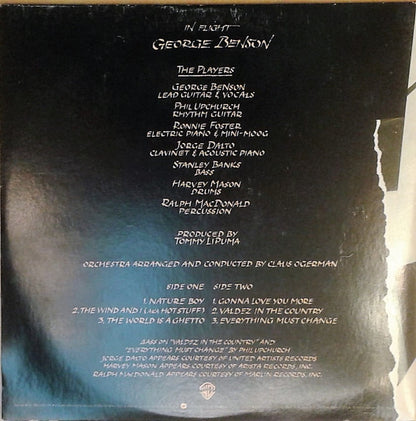 IN FLIGHT
GEORGE BENSON
THE PLAYERS
GEORGE BENSON
LEAD GUITAR & VOCALS
PHIL UPCHURCH
RHYTHM GUITAR
RONNIE FOSTER
ELECTRIC PIANO & MINI-MOOG
JORGE DALTO
CLAVINET & ACOUSTIC PIANO
STANLEY BANKS
BASS
HARVEY MASON
DRUMS
RALPH MACDONALD
PERCUSSION
PRODUCED BY
TOMMY LIPUMA
ORCHESTRA ARRANGED AND CONDUCTED BY CLAUS OGERMAN
SIDE ONE SIDE TWO
1. NATURE BOY 1. GONNA LOVE YOU MORE
2. THE WIND AND I (AKA HOT STUFF) 2. VALDEZ IN THE COUNTRY
3. THE WORLD IS A GHETTO 3. EVERYTHING MUST CHANGE
BASS ON "VALDEZ IN THE COUNTRY" AND
"EVERYTHING MUST CHANGE" BY PHIL UPCHURCH
JORGE DALTO APPEARS COURTESY OF UNITED ARTISTS RECORDS
HARVEY MASON APPEARS COURTESY OF ARISTA RECORDS, INC.
RALPH MACDONALD APPEARS COURTESY OF MARLIN RECORDS, INC.